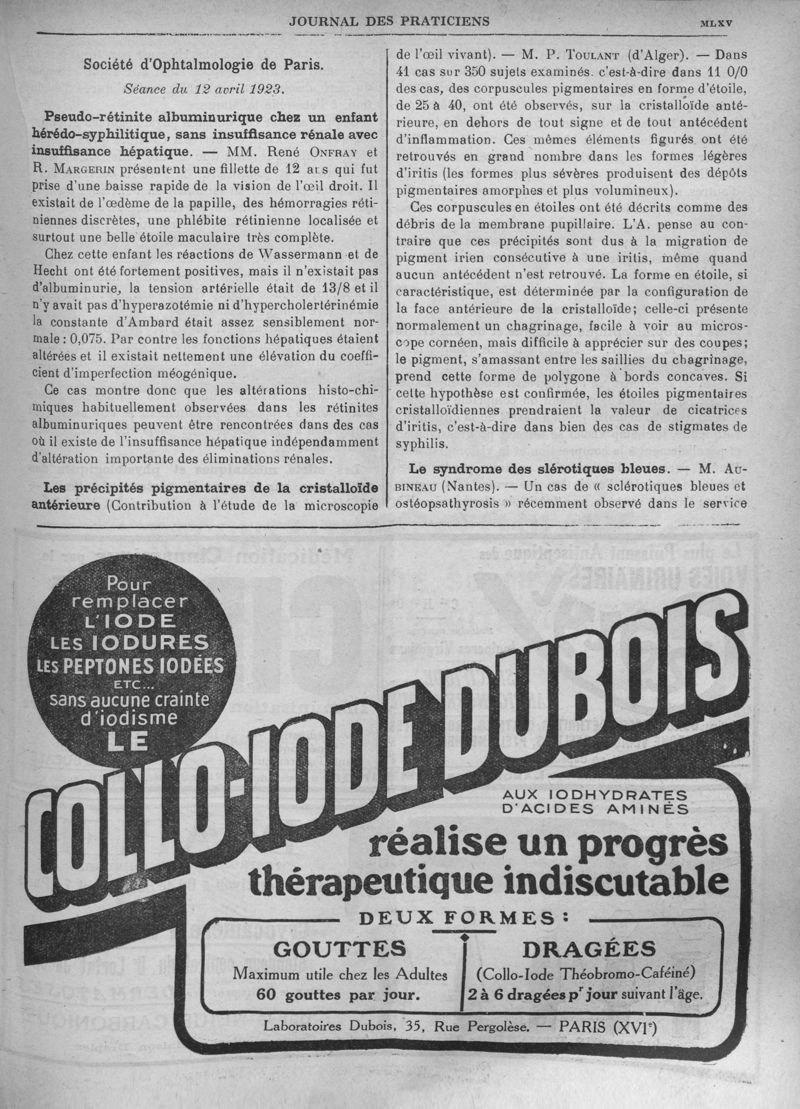 JOURNAL DES PRATICIENS
MLXV
Société d'Ophtalmologie de Paris.
Séance du 12 avril 1923.
Pseudo-rétinite albuminurique chez un enfant
hérédo-syphilitique, sans insuffisance rénale avec
insuffisance hépatique. — MM. René ONFRAY et
R. MARGERIN présentent une fillette de 12 ans qui fut
prise d'une baisse rapide de la vision de l'œil droit. Il
existait de l'œdème de la papille, des hémorragies réti-
niennes discrètes, une phlébite rétinienne localisée et
surtout une belle étoile maculaire très complète.
Chez cette enfant les réactions de Wassermann et de
Hecht ont été fortement positives, mais il n'existait pas
d'albuminurie, la tension artérielle était de 13/8 et il
n'y avait pas d'hyperazotémie ni d'hypercholertérinémie
la constante d'Ambard était assez sensiblement nor-
male : 0,075. Par contre les fonctions hépatiques étaient
altérées et il existait nettement une élévation du coeffi-
cient d'imperfection méogénique.
Ce cas montre donc que les altérations histo-chi-
miques habituellement observées dans les rétinites
albuminuriques peuvent être rencontrées dans des cas
où il existe de l'insuffisance hépatique indépendamment
d'altération importante des éliminations rénales.
Les précipités pigmentaires de la cristalloïde
antérieure (Contribution à l'étude de la microscopie
de l'œil vivant). — M. P. TOULANT (d'Alger). — Dans
41 cas sur 350 sujets examinés. c'est-à-dire dans 11 0/0
des cas, des corpuscules pigmentaires en forme d'étoile,
de 25 à 40, ont été observés, sur la cristalloïde anté-
rieure, en dehors de tout signe et de tout antécédent
d'inflammation. Ces mêmes éléments figurés ont été
retrouvés en grand nombre dans les formes légères
d'iritis (les formes plus sévères produisent des dépôts
pigmentaires amorphes et plus volumineux).
Ces corpuscules en étoiles ont été décrits comme des
débris de la membrane pupillaire. L'A. pense au con-
traire que ces précipités sont dus à la migration de
pigment irien consécutive à une iritis, même quand
aucun antécédent n'est retrouvé. La forme en étoile, si
caractéristique, est déterminée par la configuration de
la face antérieure de la cristalloïde; celle-ci présente
normalement un chagrinage, facile à voir au micros-
cope cornéen, mais difficile à apprécier sur des coupes;
le pigment, s'amassant entre les saillies du chagrinage,
prend cette forme de polygone à bords concaves. Si
cette hypothèse est confirmée, les étoiles pigmentaires
cristalloïdiennes prendraient la valeur de cicatrices
d'iritis, c'est-à-dire dans bien des cas de stigmates de
syphilis.
Le syndrome des slérotiques bleues. — M. AU-
BINEAU (Nantes). — Un cas de « sclérotiques bleues et
ostéopsathyrosis » récemment observé dans le service
Pour
remplacer
L'IODE
LES IODURES
LES PEPTONES IODÉES
ETC...
sans aucune crainte
d'iodisme
LE
COLLO-IODE DUBOIS
AUX IODHYDRATES
D'ACIDES AMINÉS
réalise un progrès
thérapeutique indiscutable
DEUX FORMES :
GOUTTES
Maximum utile chez les Adultes
60 gouttes par jour.
DRAGÉES
(Collo-Iode Théobromo-Caféiné)
2 à 6 dragées pr jour suivant l'âge.
Laboratoires Dubois, 35, Rue Pergolèse. — PARIS (XVIe)